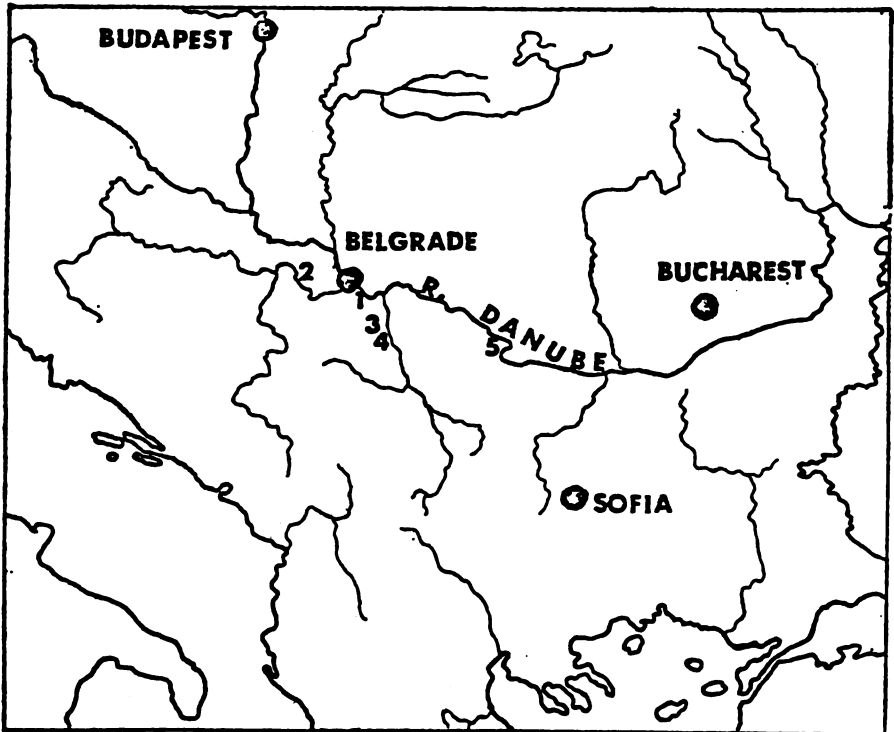 BUDAPEST
BELGRADE
2
1
3
4
5
R. DANUBE
BUCHAREST
SOFIA